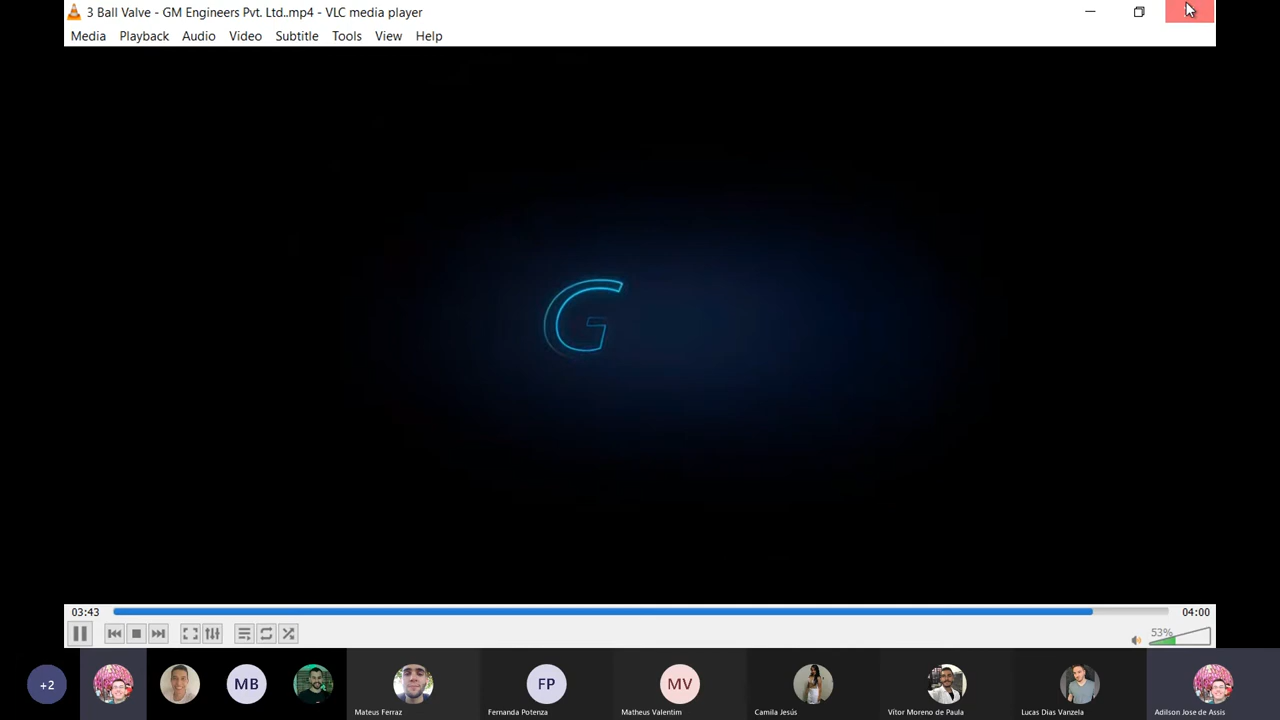 3 Ball Valve - GM Engineers Pvt. Ltd..mp4 - VLC media player
Media Playback Audio Video Subtitle Tools View Help
G
03:43
04:00
53%
+2
MB
FP
MV
Mateus Ferraz
Fernanda Potenza
Matheus Valentim
Camila Jesús
Vítor Moreno de Paula
Lucas Dias Vanzela
Adilson Jose de Assis